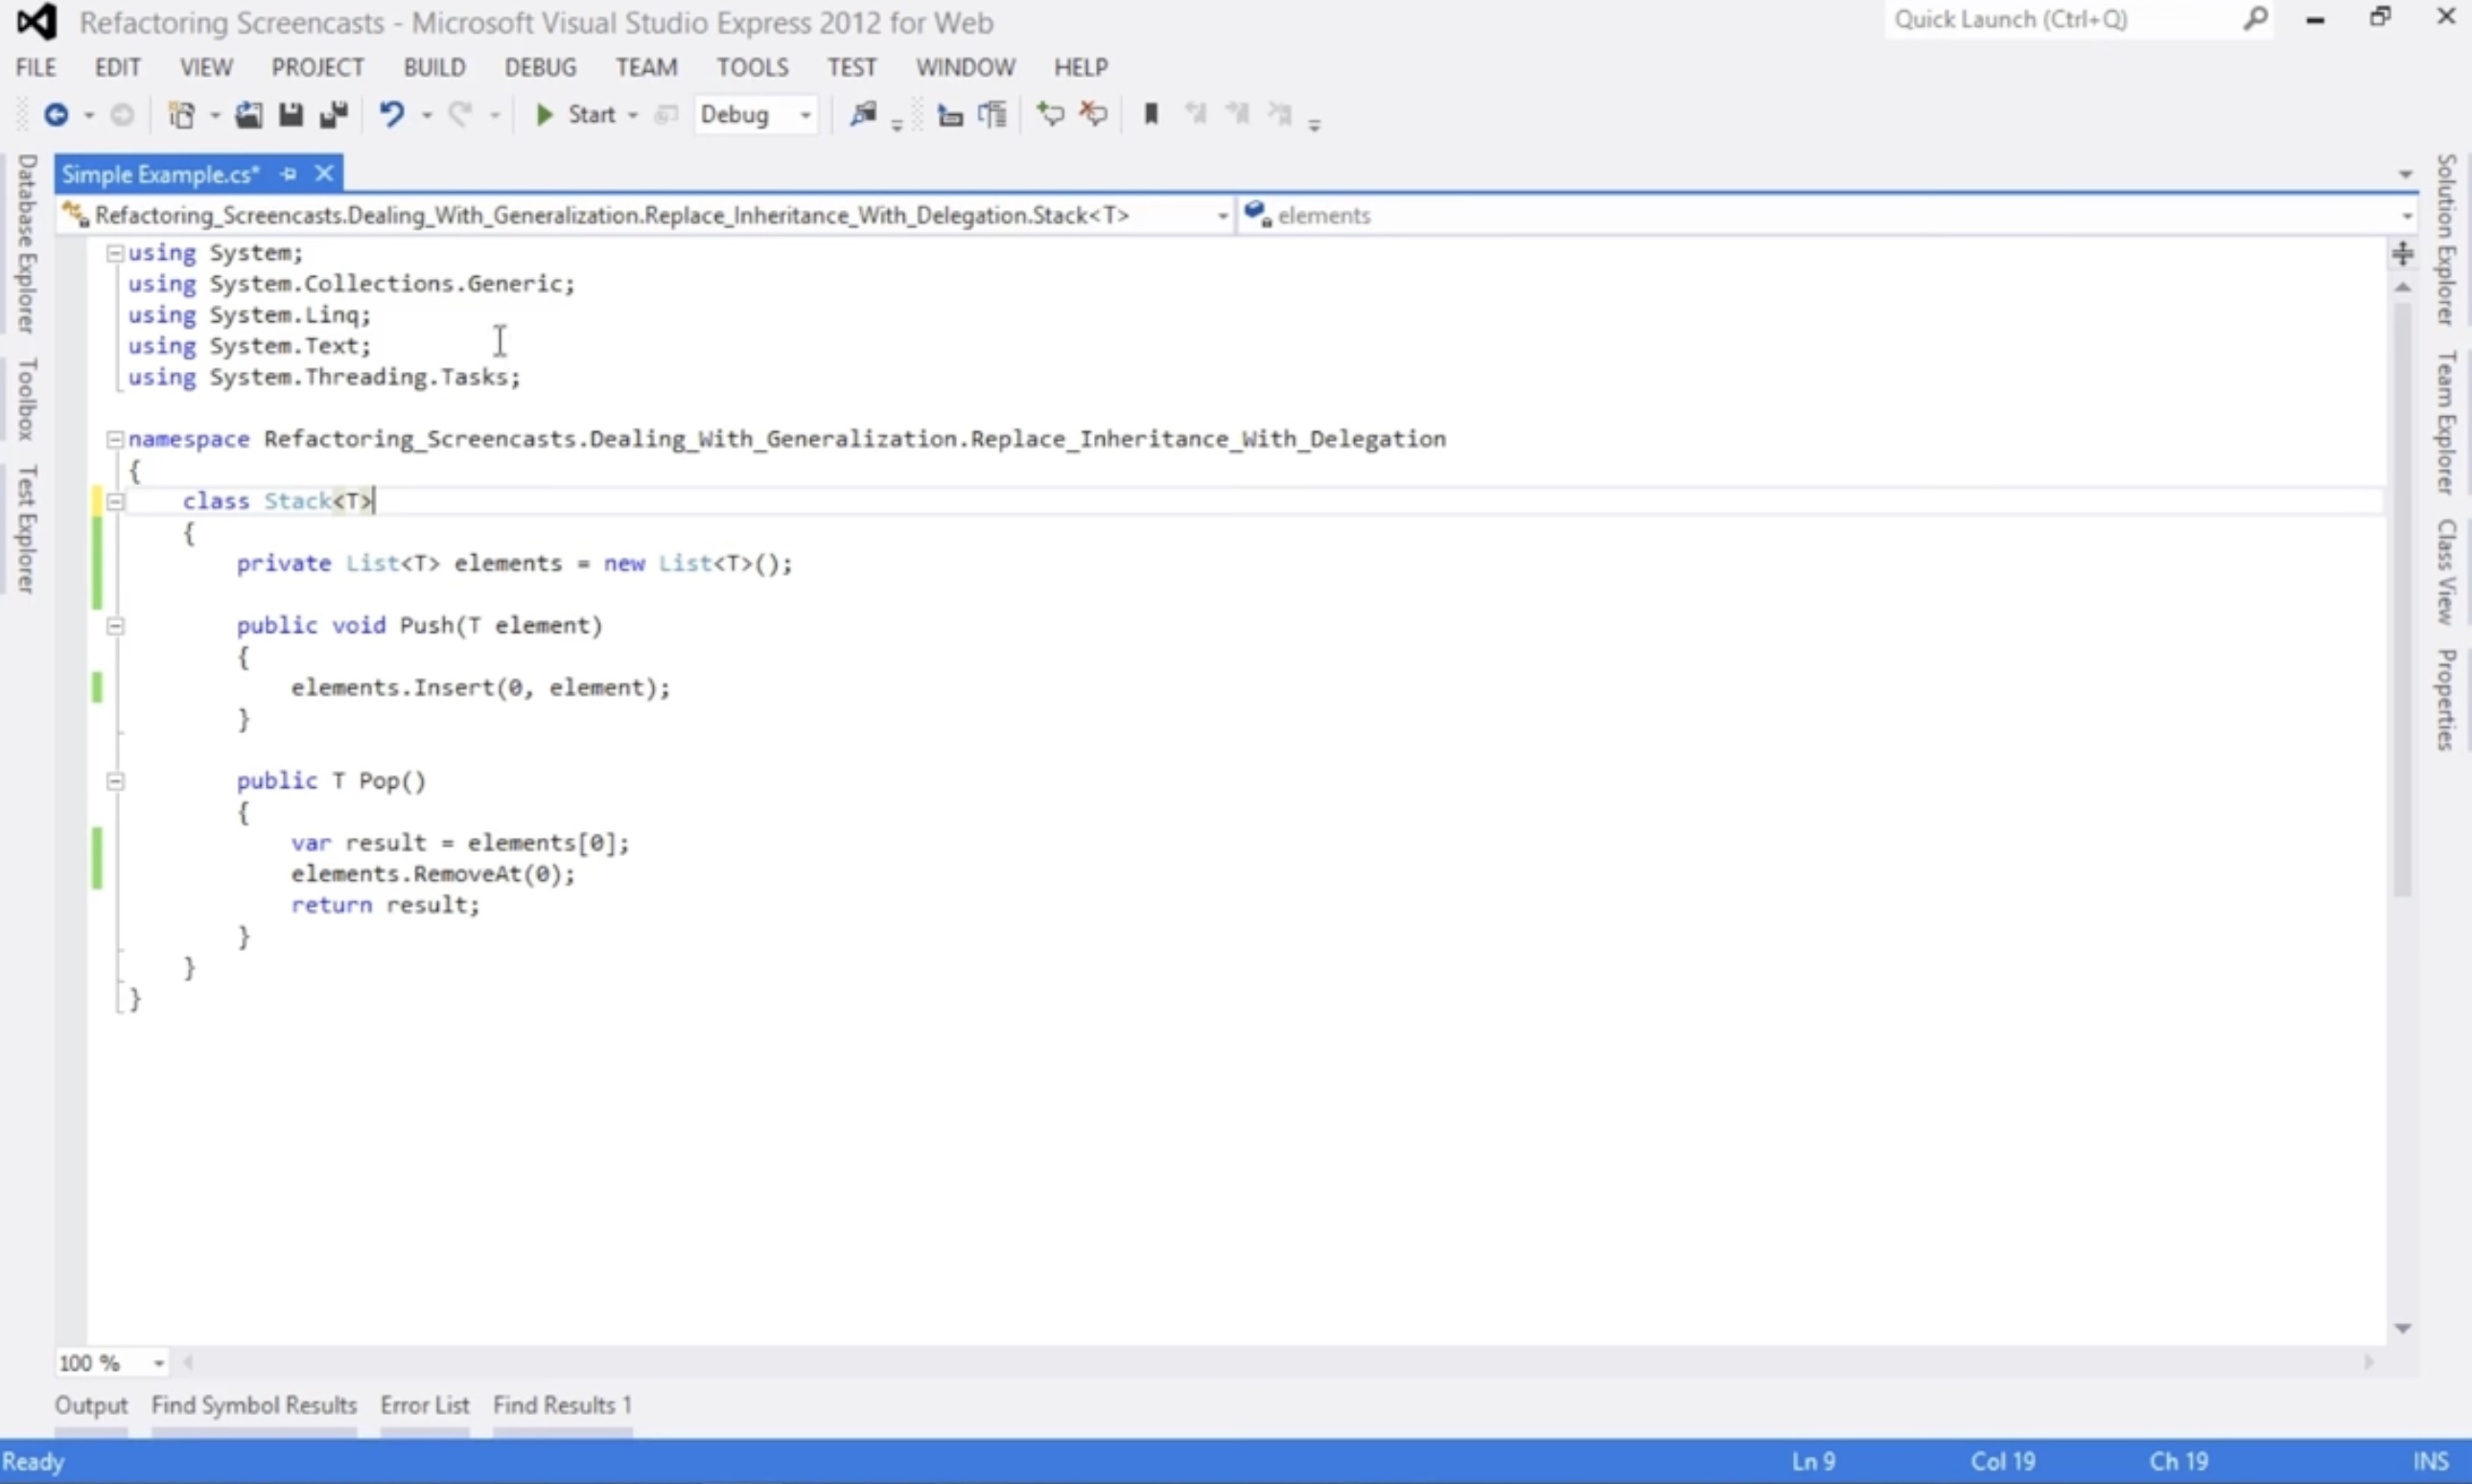 Refactoring Screencasts - Microsoft Visual Studio Express 2012 for Web
Quick Launch (Ctrl+Q)
FILE EDIT VIEW PROJECT BUILD DEBUG TEAM TOOLS TEST WINDOW HELP
Start Debug
Database Explorer
Toolbox
Test Explorer
Simple Example.cs*
Refactoring_Screencasts.Dealing_With_Generalization.Replace_Inheritance_With_Delegation.Stack<T>
elements
using System;
using System.Collections.Generic;
using System.Linq;
using System.Text;
using System.Threading.Tasks;
namespace Refactoring_Screencasts.Dealing_With_Generalization.Replace_Inheritance_With_Delegation
{
class Stack<T>
{
private List<T> elements = new List<T>();
public void Push(T element)
{
elements.Insert(0, element);
}
public T Pop()
{
var result = elements[0];
elements.RemoveAt(0);
return result;
}
}
}
Solution Explorer
Team Explorer
Class View
Properties
100 %
Output Find Symbol Results Error List Find Results 1
Ready Ln 9 Col 19 Ch 19 INS